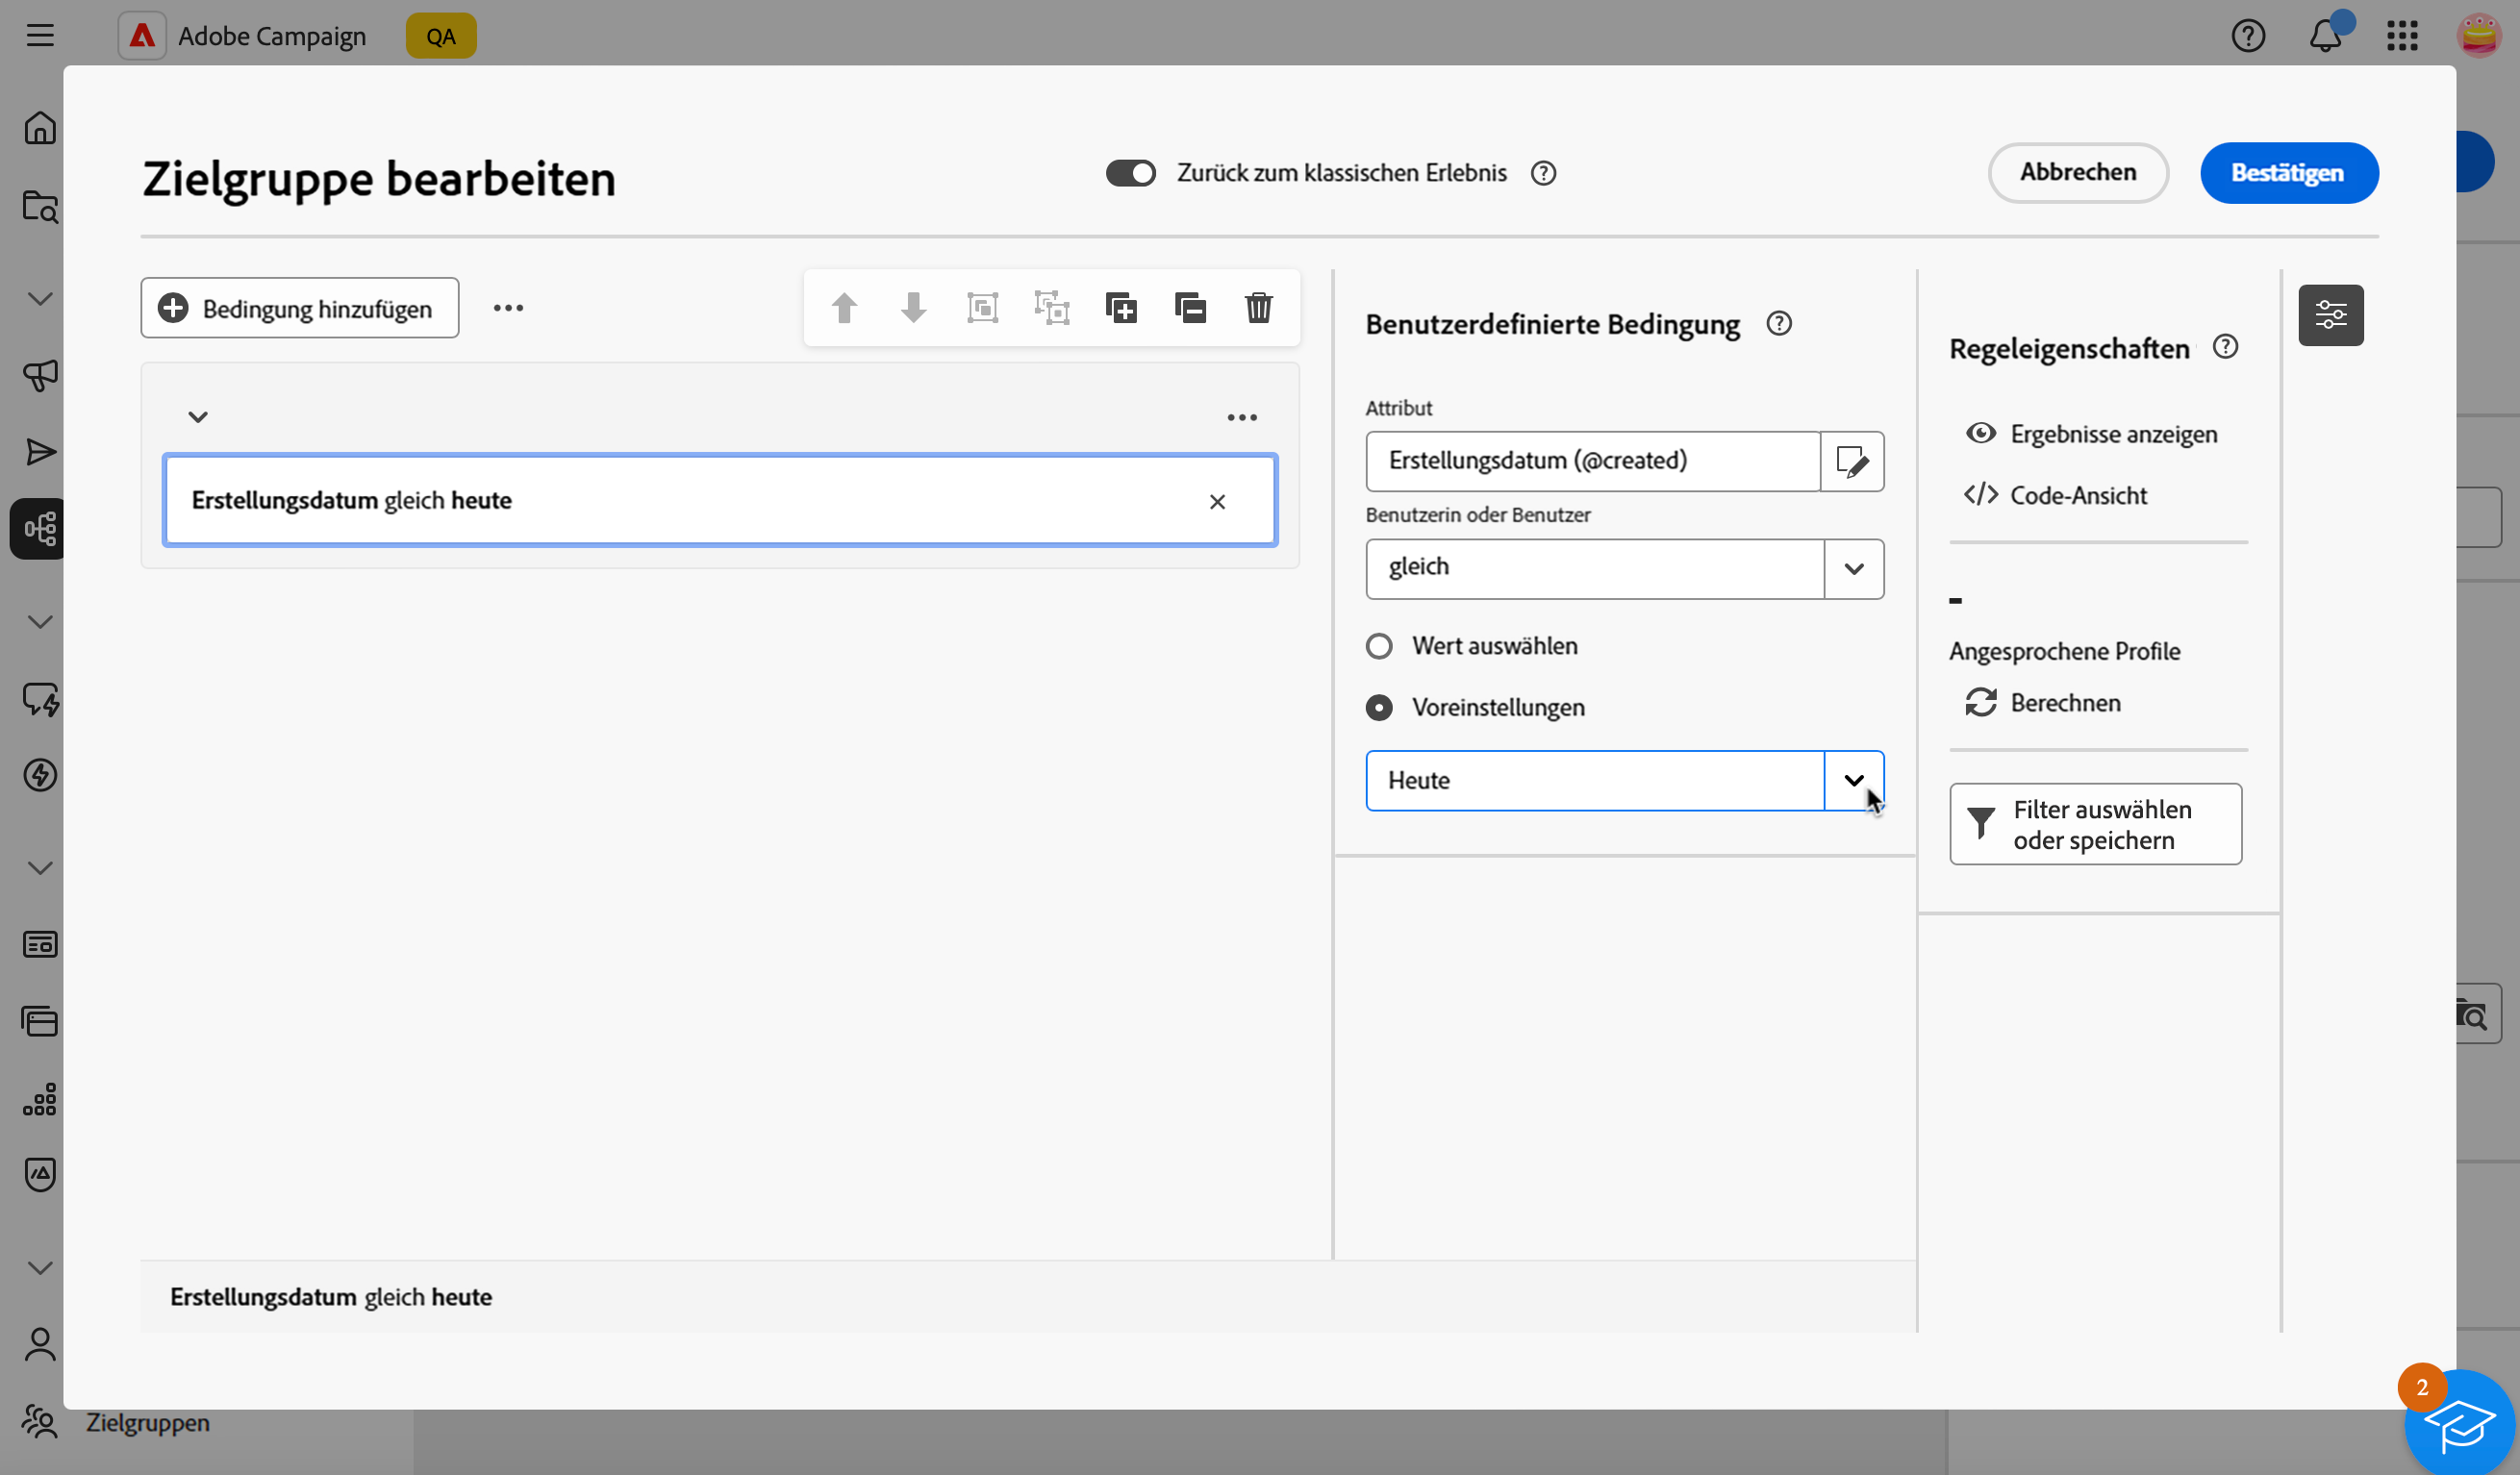 Adobe Campaign
QA
Zielgruppe bearbeiten
Zurück zum klassischen Erlebnis
Abbrechen
Bestätigen
Bedingung hinzufügen
Erstellungsdatum gleich heute
Benutzerdefinierte Bedingung
Attribut
Erstellungsdatum (@created)
Benutzerin oder Benutzer
gleich
Wert auswählen
Voreinstellungen
Heute
Regeleigenschaften
Ergebnisse anzeigen
Code-Ansicht
-
Angesprochene Profile
Berechnen
Filter auswählen
oder speichern
Erstellungsdatum gleich heute
2
Zielgruppen